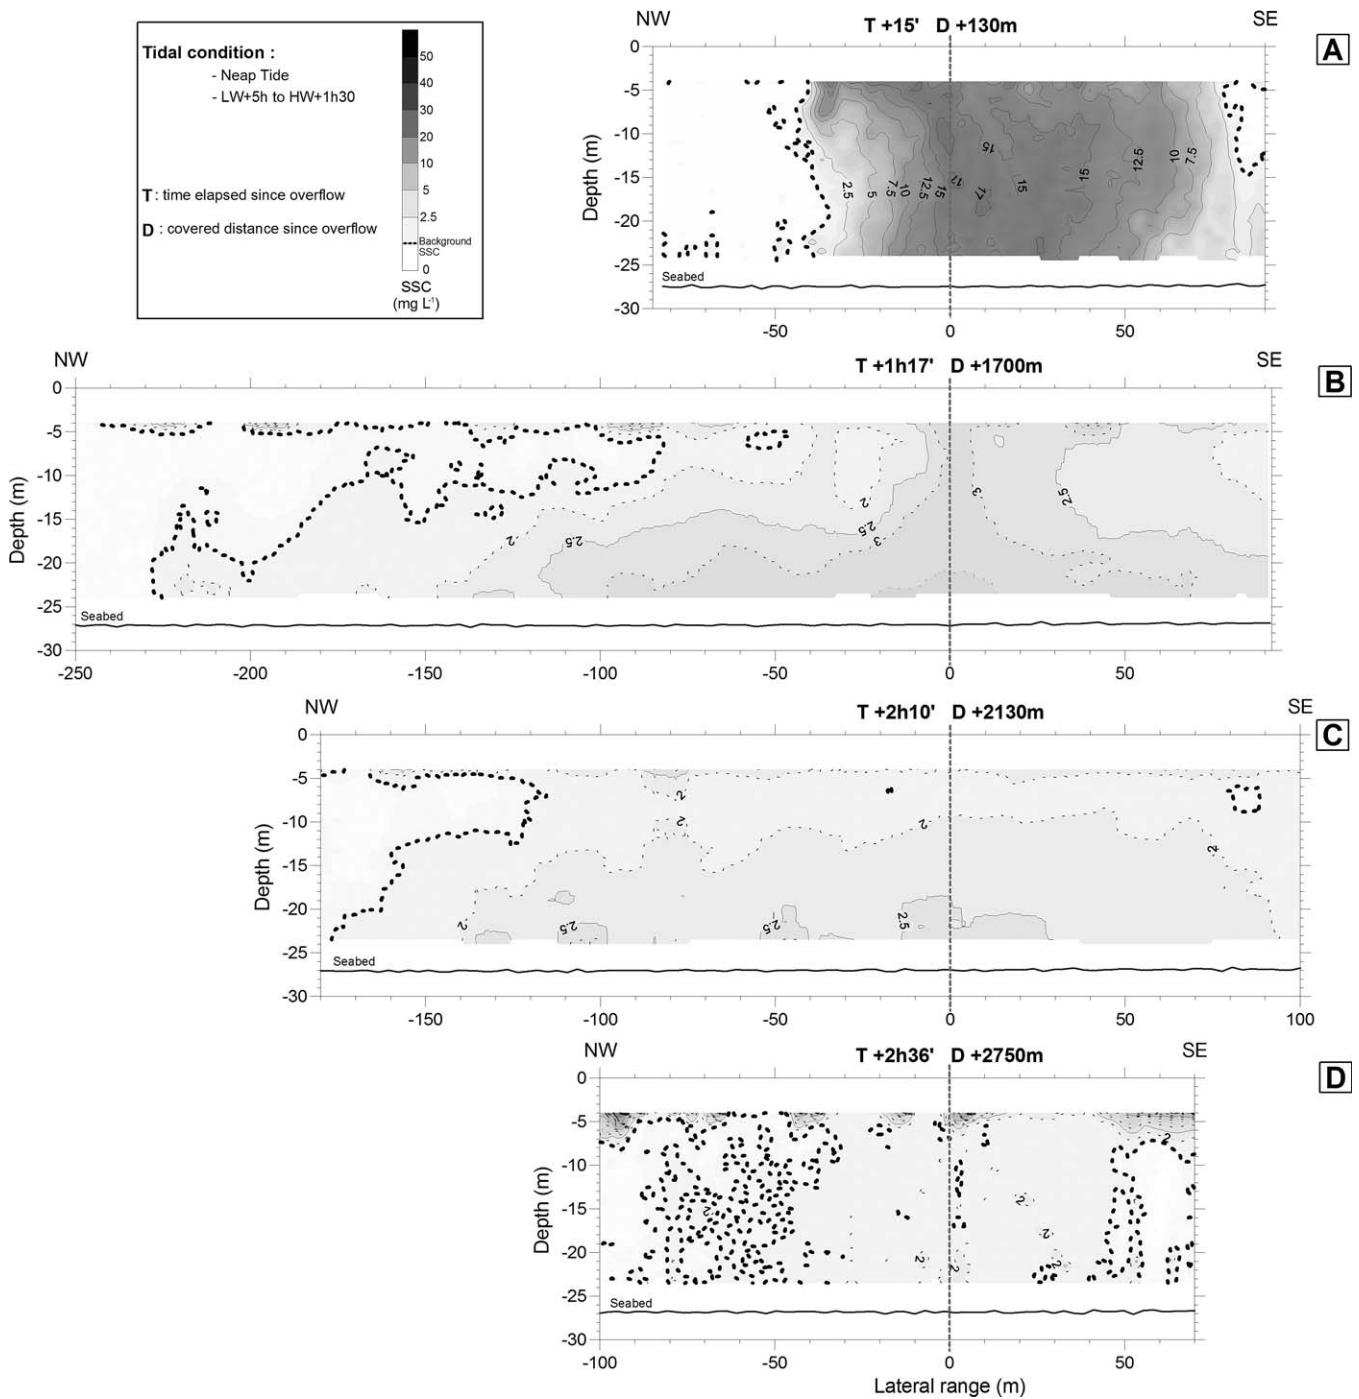 Tidal condition :
- Neap Tide
- LW+5h to HW+1h30
T : time elapsed since overflow
D : covered distance since overflow
50
40
30
20
10
5
2.5
Background
SSC
0
SSC
(mg L-1)
NW
T +15' D +130m
SE
A
0
-5
-10
-15
-20
-25
-30
Depth (m)
2.5
5
7.5
10
12.5
15
17
17
15
15
15
12.5
10
7.5
Seabed
-50
0
50
NW
T +1h17' D +1700m
SE
B
0
-5
-10
-15
-20
-25
-30
Depth (m)
2
2.5
2
2.5
3
3
2.5
Seabed
-250
-200
-150
-100
-50
0
50
NW
T +2h10' D +2130m
SE
C
0
-5
-10
-15
-20
-25
-30
Depth (m)
2
2
2
2
2
2.5
2.5
2.5
Seabed
-150
-100
-50
0
50
100
NW
T +2h36' D +2750m
SE
D
0
-5
-10
-15
-20
-25
-30
Depth (m)
2
2
2
2
2
2
2
Seabed
-100
-50
0
50
Lateral range (m)